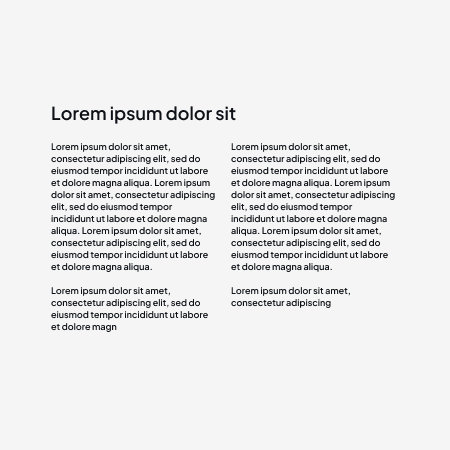 Lorem ipsum dolor sit
Lorem ipsum dolor sit amet,
consectetur adipiscing elit, sed do
eiusmod tempor incididunt ut labore
et dolore magna aliqua. Lorem ipsum
dolor sit amet, consectetur adipiscing
elit, sed do eiusmod tempor
incididunt ut labore et dolore magna
aliqua. Lorem ipsum dolor sit amet,
consectetur adipiscing elit, sed do
eiusmod tempor incididunt ut labore
et dolore magna aliqua.
Lorem ipsum dolor sit amet,
consectetur adipiscing elit, sed do
eiusmod tempor incididunt ut labore
et dolore magn
Lorem ipsum dolor sit amet,
consectetur adipiscing elit, sed do
eiusmod tempor incididunt ut labore
et dolore magna aliqua. Lorem ipsum
dolor sit amet, consectetur adipiscing
elit, sed do eiusmod tempor
incididunt ut labore et dolore magna
aliqua. Lorem ipsum dolor sit amet,
consectetur adipiscing elit, sed do
eiusmod tempor incididunt ut labore
et dolore magna aliqua.
Lorem ipsum dolor sit amet,
consectetur adipiscing